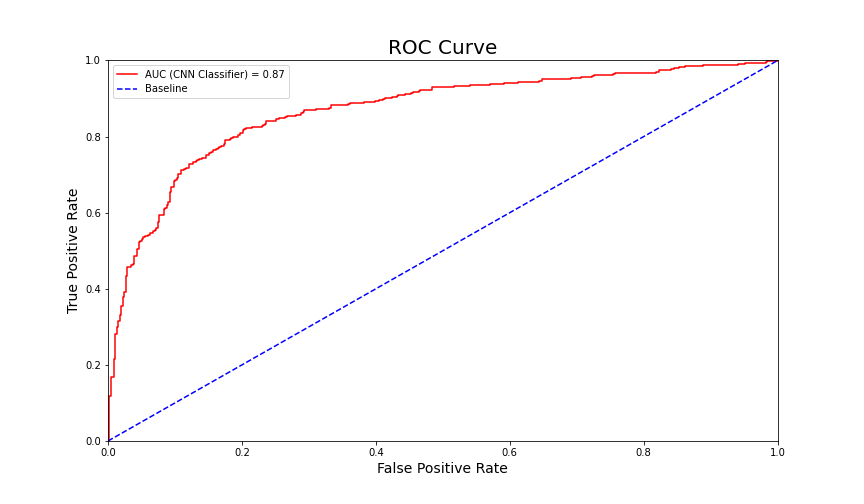 ROC Curve
AUC (CNN Classifier) = 0.87
Baseline
1.0
0.8
0.6
0.4
0.2
0.0
True Positive Rate
0.0 0.2 0.4 0.6 0.8 1.0
False Positive Rate